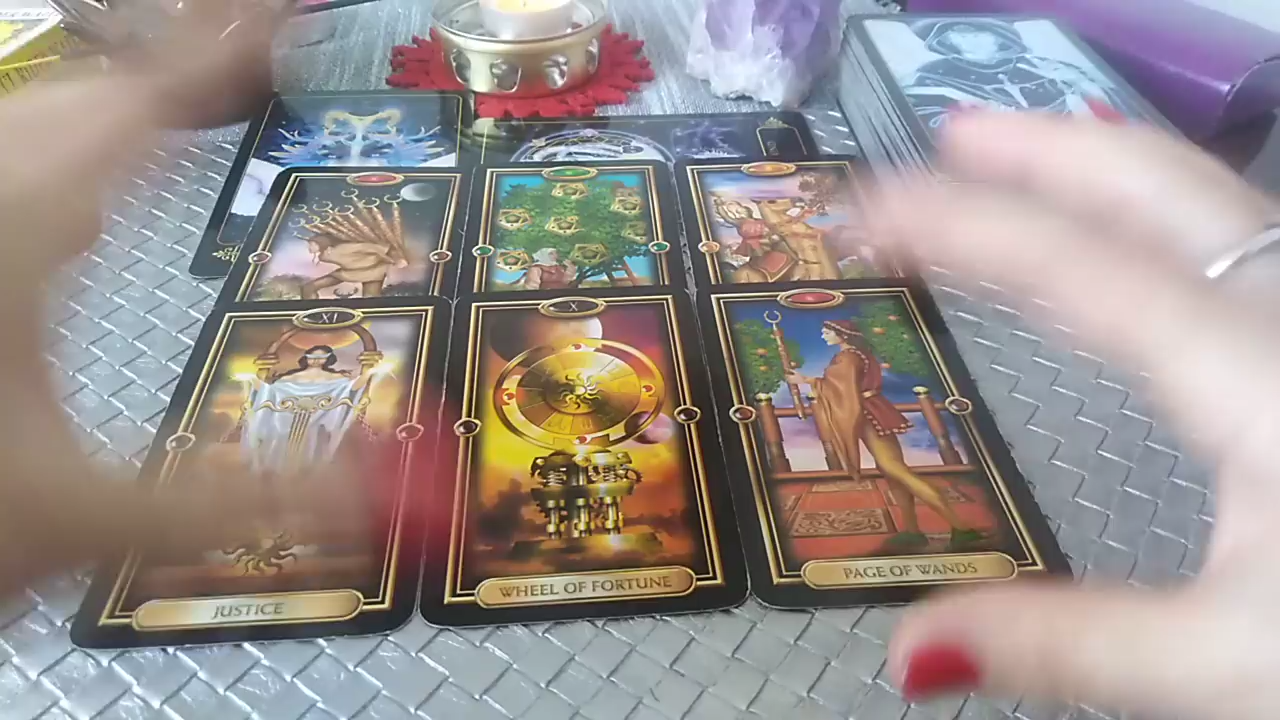 XI
X
JUSTICE
WHEEL OF FORTUNE
PAGE OF WANDS